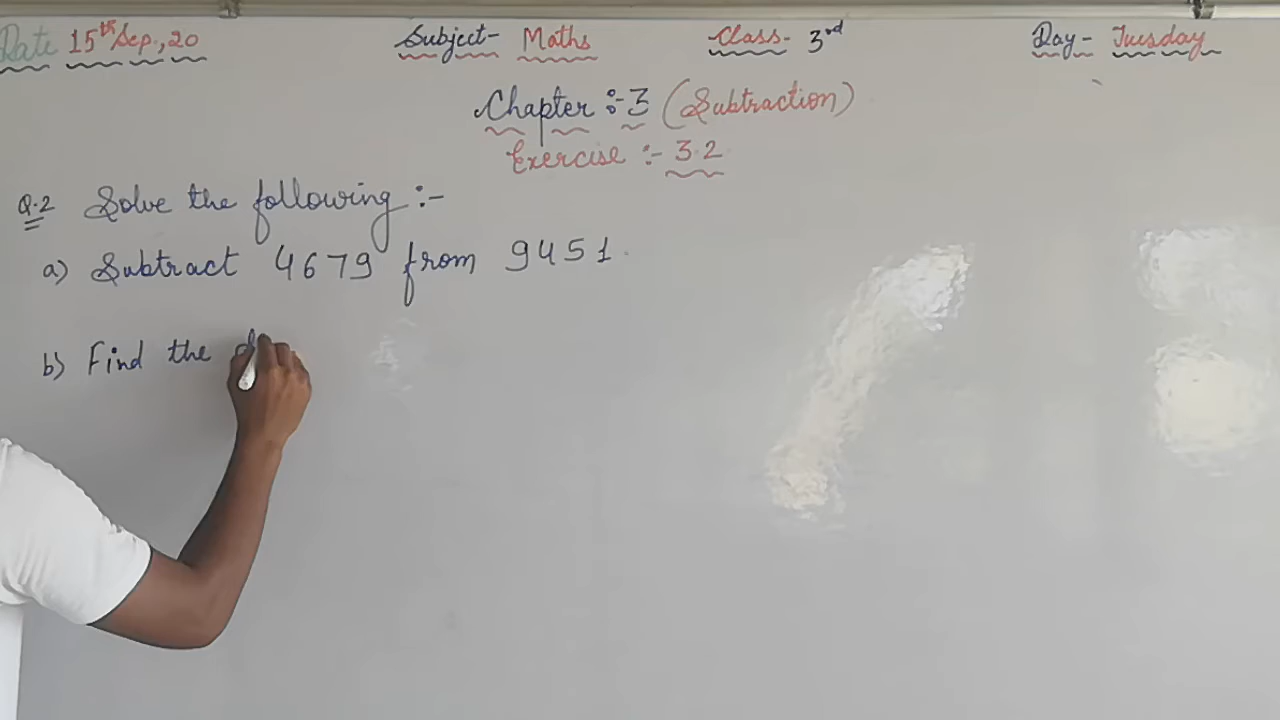 Date 15th Sep., 20 Subject- Maths Class- 3rd Day- Tuesday
Chapter :- 3 (Subtraction)
Exercise :- 3.2
Q.2 Solve the following :-
a) Subtract 4679 from 9451.
b) Find the